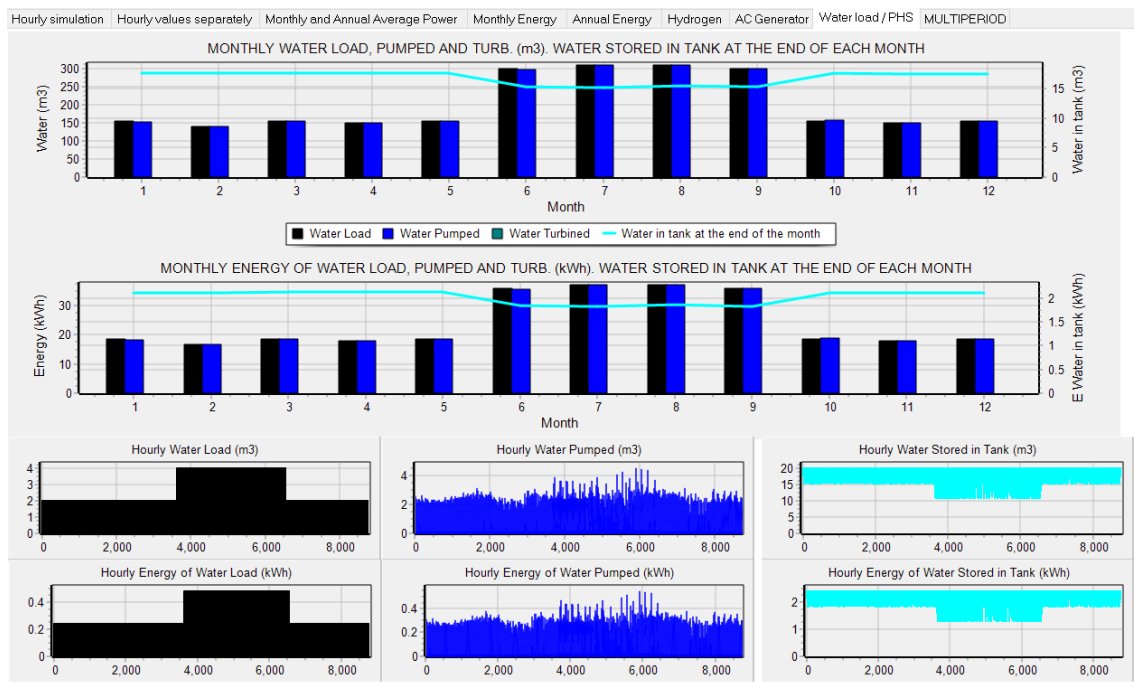 Hourly simulation Hourly values separately Monthly and Annual Average Power Monthly Energy Annual Energy Hydrogen AC Generator Water load / PHS MULTIPERIOD
MONTHLY WATER LOAD, PUMPED AND TURB. (m3). WATER STORED IN TANK AT THE END OF EACH MONTH
Water (m3)
300
250
200
150
100
50
0
15
10
5
0
Water in tank (m3)
1 2 3 4 5 6 7 8 9 10 11 12
Month
Water Load Water Pumped Water Turbined Water in tank at the end of the month
MONTHLY ENERGY OF WATER LOAD, PUMPED AND TURB. (kWh). WATER STORED IN TANK AT THE END OF EACH MONTH
Energy (kWh)
30
20
10
0
2
1.5
1
0.5
0
E Water in tank (kWh)
1 2 3 4 5 6 7 8 9 10 11 12
Month
Hourly Water Load (m3)
4
3
2
1
0
0 2,000 4,000 6,000 8,000
Hourly Water Pumped (m3)
4
2
0
0 2,000 4,000 6,000 8,000
Hourly Water Stored in Tank (m3)
20
15
10
5
0
0 2,000 4,000 6,000 8,000
Hourly Energy of Water Load (kWh)
0.4
0.2
0
0 2,000 4,000 6,000 8,000
Hourly Energy of Water Pumped (kWh)
0.4
0.2
0
0 2,000 4,000 6,000 8,000
Hourly Energy of Water Stored in Tank (kWh)
2
1
0
0 2,000 4,000 6,000 8,000